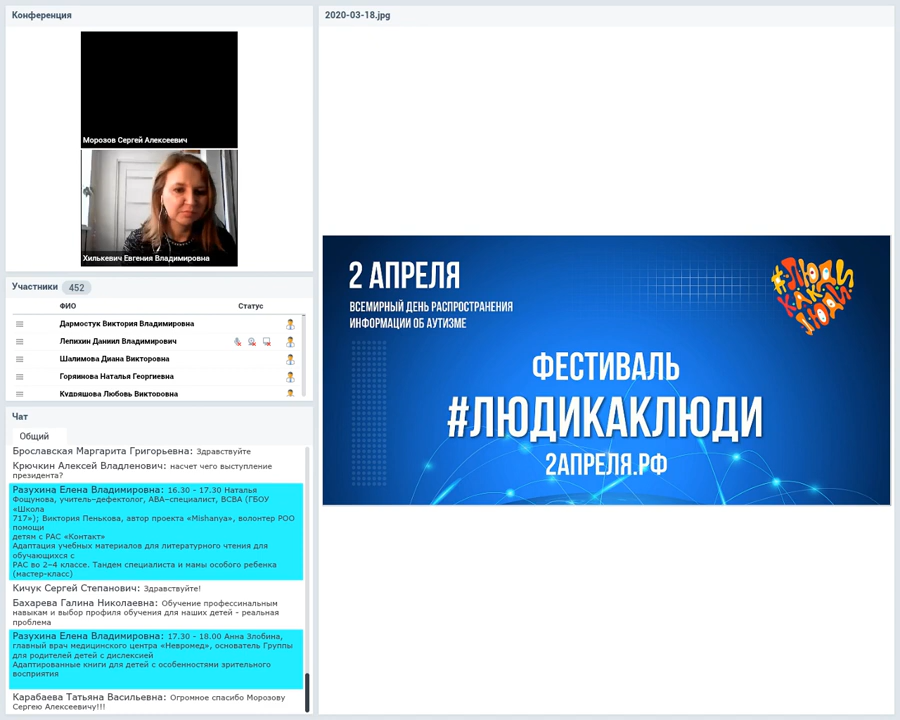 Конференция
Морозов Сергей Алексеевич
Хилькевич Евгения Владимировна
Участники 452
ФИО Статус
Дармостук Виктория Владимировна
Лепихин Даниил Владимирович
Шалимова Диана Викторовна
Горяинова Наталья Георгиевна
Кудряшова Любовь Викторовна
Чат
Общий
Брославская Маргарита Григорьевна: Здравствуйте
Крючкин Алексей Владленович: насчет чего выступление
президента?
Разухина Елена Владимировна: 16.30 - 17.30 Наталья
Фощунова, учитель-дефектолог, АВА-специалист, BCBA (ГБОУ
«Школа
717»); Виктория Пенькова, автор проекта «Mishanya», волонтер РОО
помощи
детям с РАС «Контакт»
Адаптация учебных материалов для литературного чтения для
обучающихся с
РАС во 2–4 классе. Тандем специалиста и мамы особого ребенка
(мастер-класс)
Кичук Сергей Степанович: Здравствуйте!
Бахарева Галина Николаевна: Обучение профессинальным
навыкам и выбор профиля обучения для наших детей - реальная
проблема
Разухина Елена Владимировна: 17.30 - 18.00 Анна Злобина,
главный врач медицинского центра «Невромед», основатель Группы
для родителей детей с дислексией
Адаптированные книги для детей с особенностями зрительного
восприятия
Карабаева Татьяна Васильевна: Огромное спасибо Морозову
Сергею Алексеевичу!!!
2020-03-18.jpg
2 АПРЕЛЯ
ВСЕМИРНЫЙ ДЕНЬ РАСПРОСТРАНЕНИЯ
ИНФОРМАЦИИ ОБ АУТИЗМЕ
#ЛЮДИ
КАК
ЛЮДИ
ФЕСТИВАЛЬ
#ЛЮДИКАКЛЮДИ
2АПРЕЛЯ.РФ